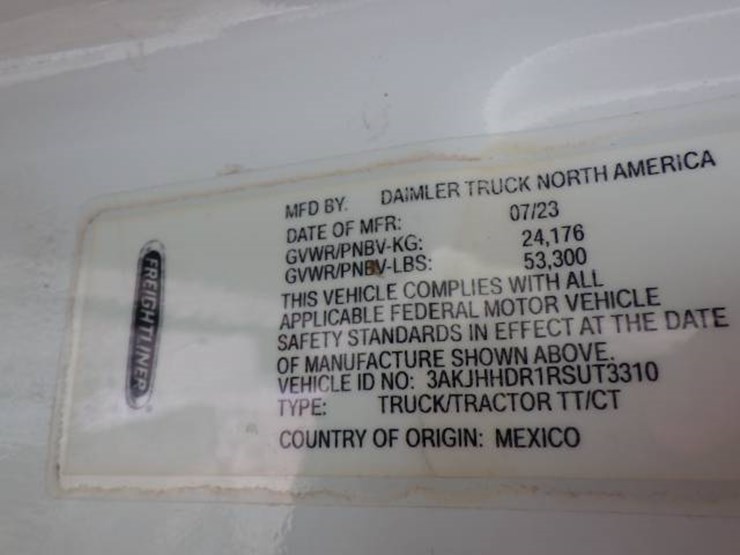 FREIGHTLINER
MFD BY. DAIMLER TRUCK NORTH AMERICA
DATE OF MFR: 07/23
GVWR/PNBV-KG: 24,176
GVWR/PNBV-LBS: 53,300
THIS VEHICLE COMPLIES WITH ALL
APPLICABLE FEDERAL MOTOR VEHICLE
SAFETY STANDARDS IN EFFECT AT THE DATE
OF MANUFACTURE SHOWN ABOVE.
VEHICLE ID NO: 3AKJHHDR1RSUT3310
TYPE: TRUCK/TRACTOR TT/CT
COUNTRY OF ORIGIN: MEXICO